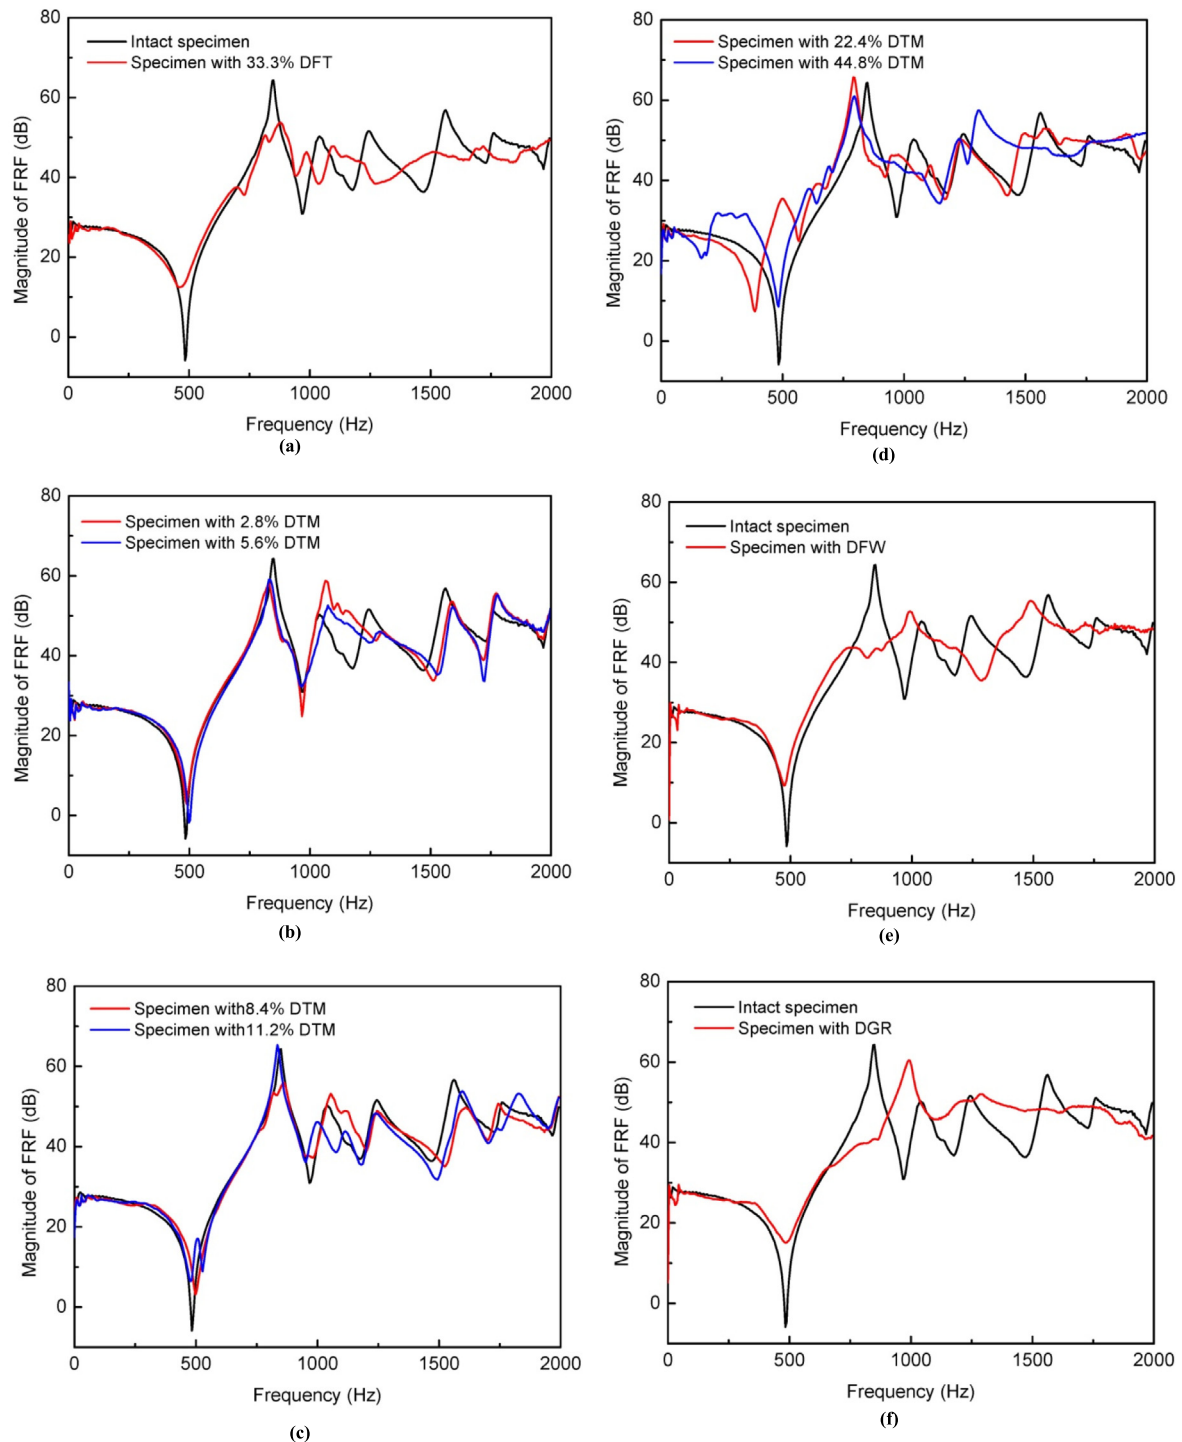 80
60
40
20
0
Magnitude of FRF (dB)
Intact specimen
Specimen with 33.3% DFT
0 500 1000 1500 2000
Frequency (Hz)
(a)
80
60
40
20
0
Magnitude of FRF (dB)
Specimen with 22.4% DTM
Specimen with 44.8% DTM
0 500 1000 1500 2000
Frequency (Hz)
(d)
80
60
40
20
0
Magnitude of FRF (dB)
Specimen with 2.8% DTM
Specimen with 5.6% DTM
0 500 1000 1500 2000
Frequency (Hz)
(b)
80
60
40
20
0
Magnitude of FRF (dB)
Intact specimen
Specimen with DFW
0 500 1000 1500 2000
Frequency (Hz)
(e)
80
60
40
20
0
Magnitude of FRF (dB)
Specimen with8.4% DTM
Specimen with11.2% DTM
0 500 1000 1500 2000
Frequency (Hz)
(c)
80
60
40
20
0
Magnitude of FRF (dB)
Intact specimen
Specimen with DGR
0 500 1000 1500 2000
Frequency (Hz)
(f)